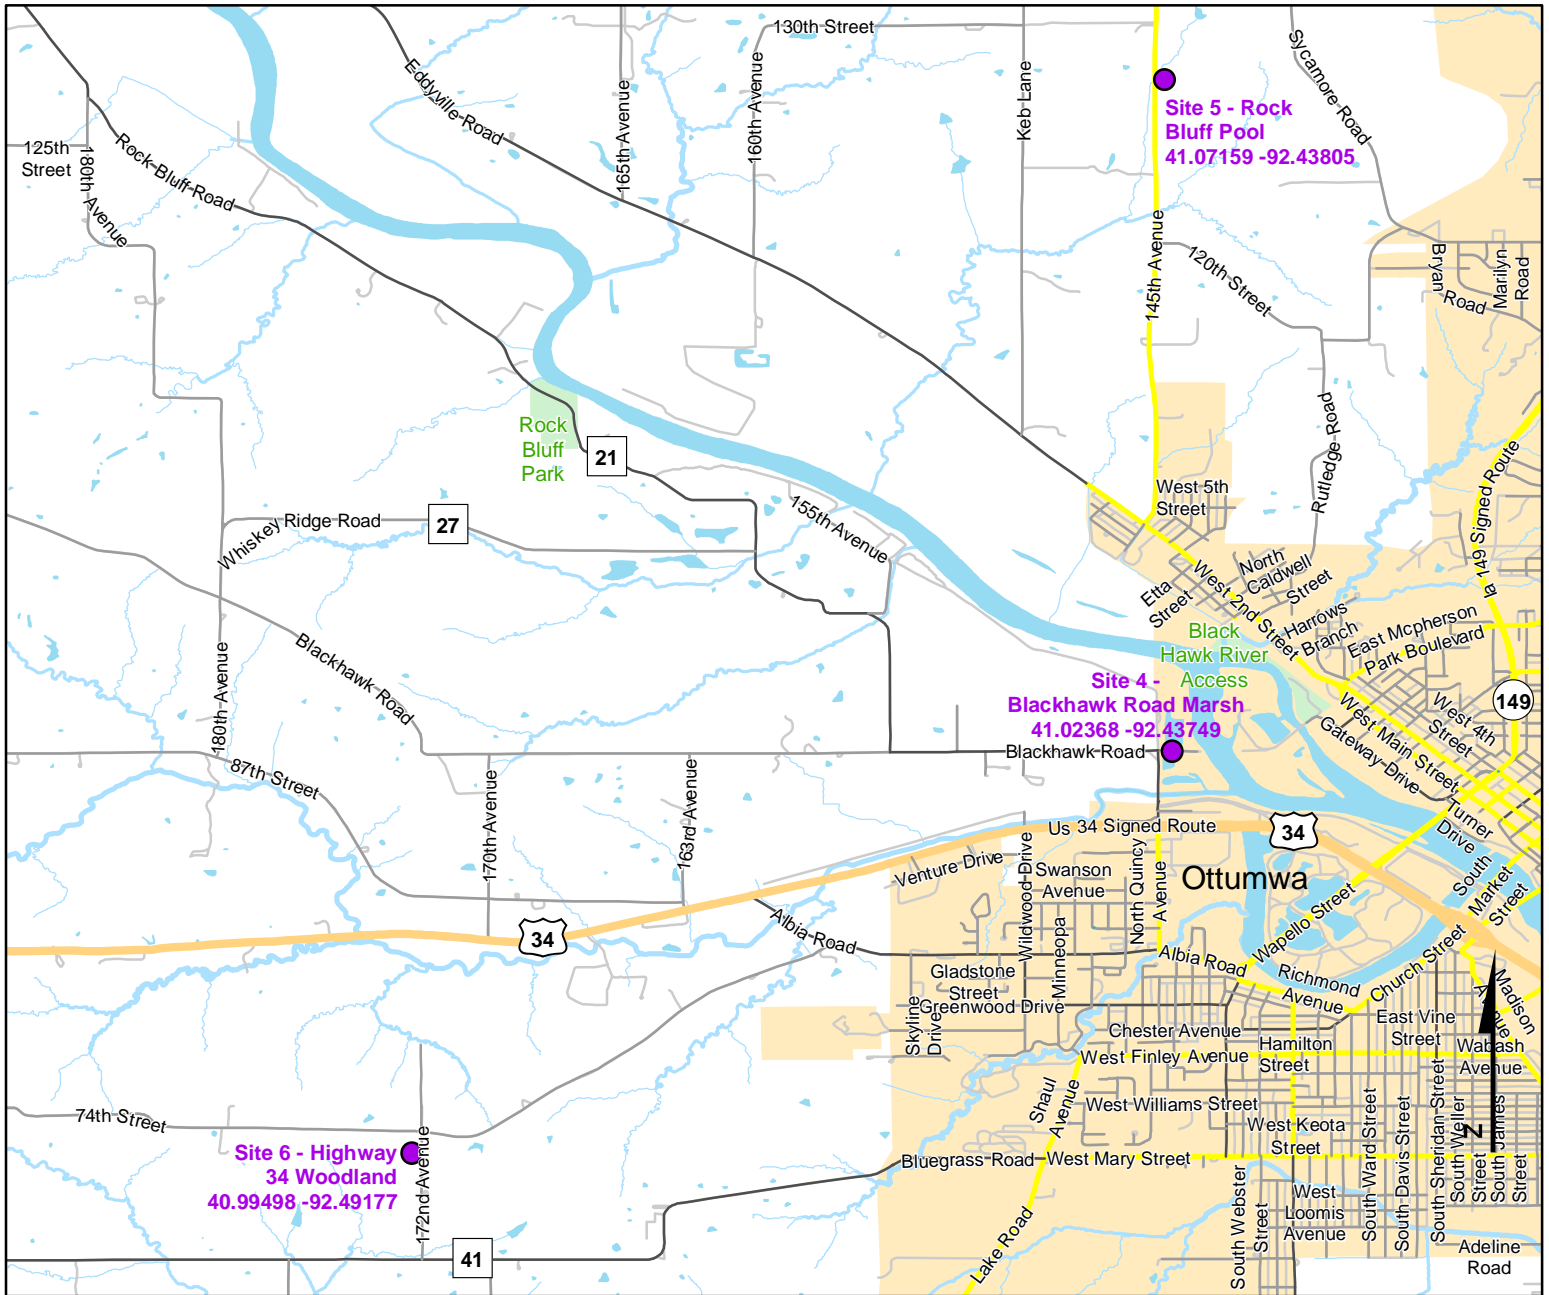 130th Street
Sycamore Road
Eddyville Road
165th Avenue
160th Avenue
Keb Lane
Site 5 - Rock
Bluff Pool
41.07159 -92.43805
125th
Street
180th Avenue
Rock Bluff Road
145th Avenue
120th Street
Bryan
Road
Marilyn
Road
Rock
Bluff
Park
21
Rutledge Road
Ia 149 Signed Route
West 5th
Street
155th Avenue
Whiskey Ridge Road
27
North
Caldwell
Street
Etta
Street
West 2nd Street
Harrows
Branch
East Mcpherson
Park Boulevard
Black
Hawk River
Access
Blackhawk Road
180th Avenue
Site 4 -
Blackhawk Road Marsh
41.02368 -92.43749
Blackhawk Road
149
West 4th
Street
West Main Street
Gateway Drive
87th Street
170th Avenue
163rd Avenue
Us 34 Signed Route
34
Turner
Drive
Venture Drive
Wildwood Drive
Swanson
Avenue
North Quincy
Avenue
Ottumwa
South
Market
Street
Wapello Street
34
Albia Road
Minneopa
Albia Road
Church Street
Richmond
Avenue
Gladstone
Street
Greenwood Drive
Skyline
Drive
Madison
Avenue
East Vine
Street
Chester Avenue
West Finley Avenue
Hamilton
Street
Wabash
Avenue
Shaul
Avenue
West Williams Street
74th Street
172nd Avenue
Site 6 - Highway
34 Woodland
40.99498 -92.49177
West Keota
Street
South Ward Street
South Davis Street
South Sheridan Street
South Weller
Street
South James
Street
Z
Bluegrass Road
West Mary Street
South Webster
Street
West
Loomis
Avenue
Lake Road
41
Adeline
Road